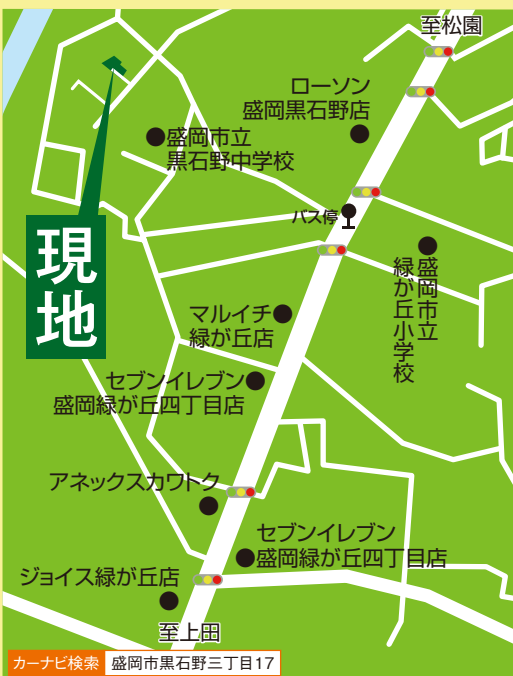 至松園
ローソン
盛岡黒石野店
盛岡市立
黒石野中学校
バス停
現地
盛岡市立
緑が丘小学校
マルイチ
緑が丘店
セブンイレブン
盛岡緑が丘四丁目店
アネックスカワトク
セブンイレブン
盛岡緑が丘四丁目店
ジョイス緑が丘店
至上田
カーナビ検索 盛岡市黒石野三丁目17